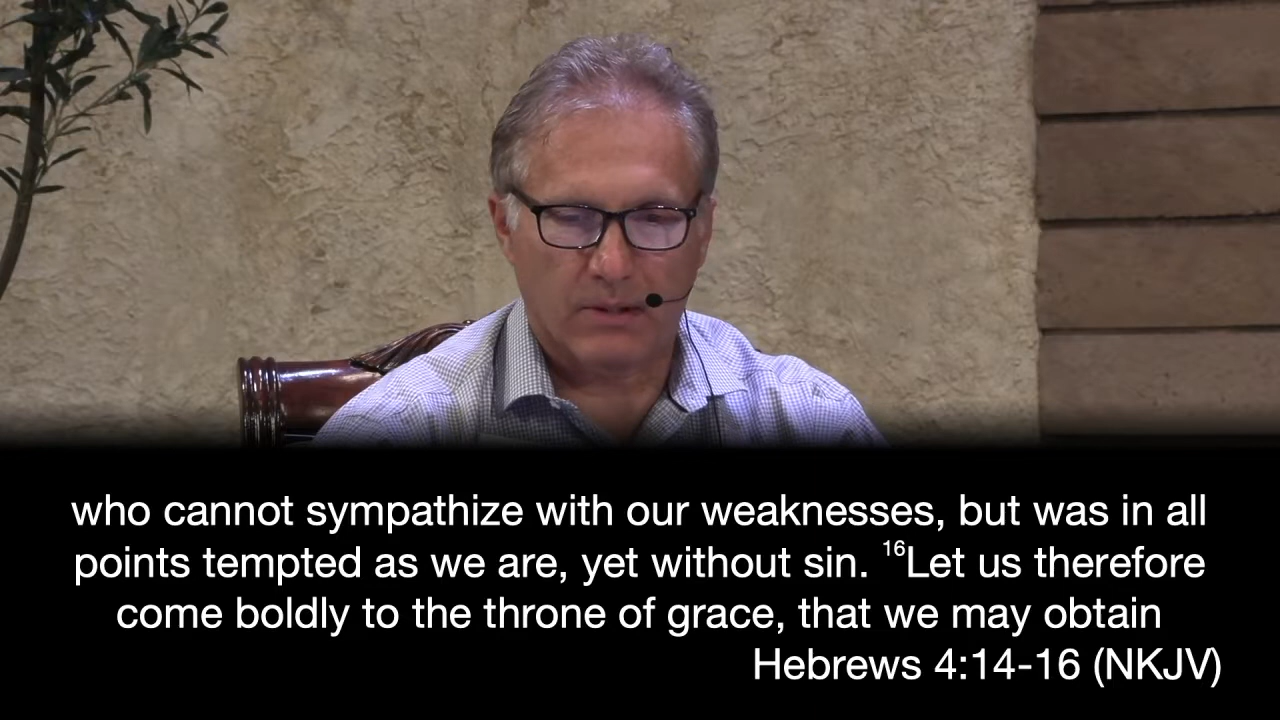 who cannot sympathize with our weaknesses, but was in all
points tempted as we are, yet without sin. ¹⁶Let us therefore
come boldly to the throne of grace, that we may obtain
Hebrews 4:14-16 (NKJV)